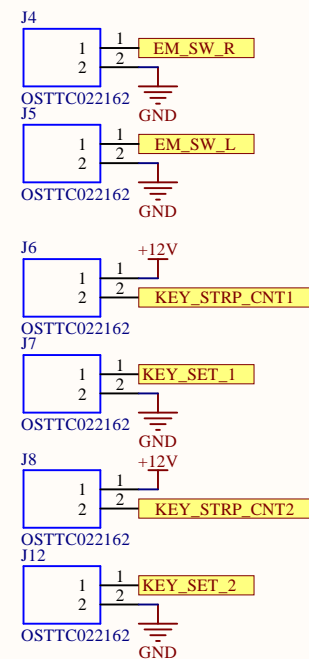 J4
1 1 EM_SW_R
2 2
OSTTC022162
GND
J5
1 1 EM_SW_L
2 2
OSTTC022162
GND
J6
+12V
1 1
2 2 KEY_STRP_CNT1
OSTTC022162
J7
1 1 KEY_SET_1
2 2
OSTTC022162
GND
J8
+12V
1 1
2 2 KEY_STRP_CNT2
OSTTC022162
J12
1 1 KEY_SET_2
2 2
OSTTC022162
GND